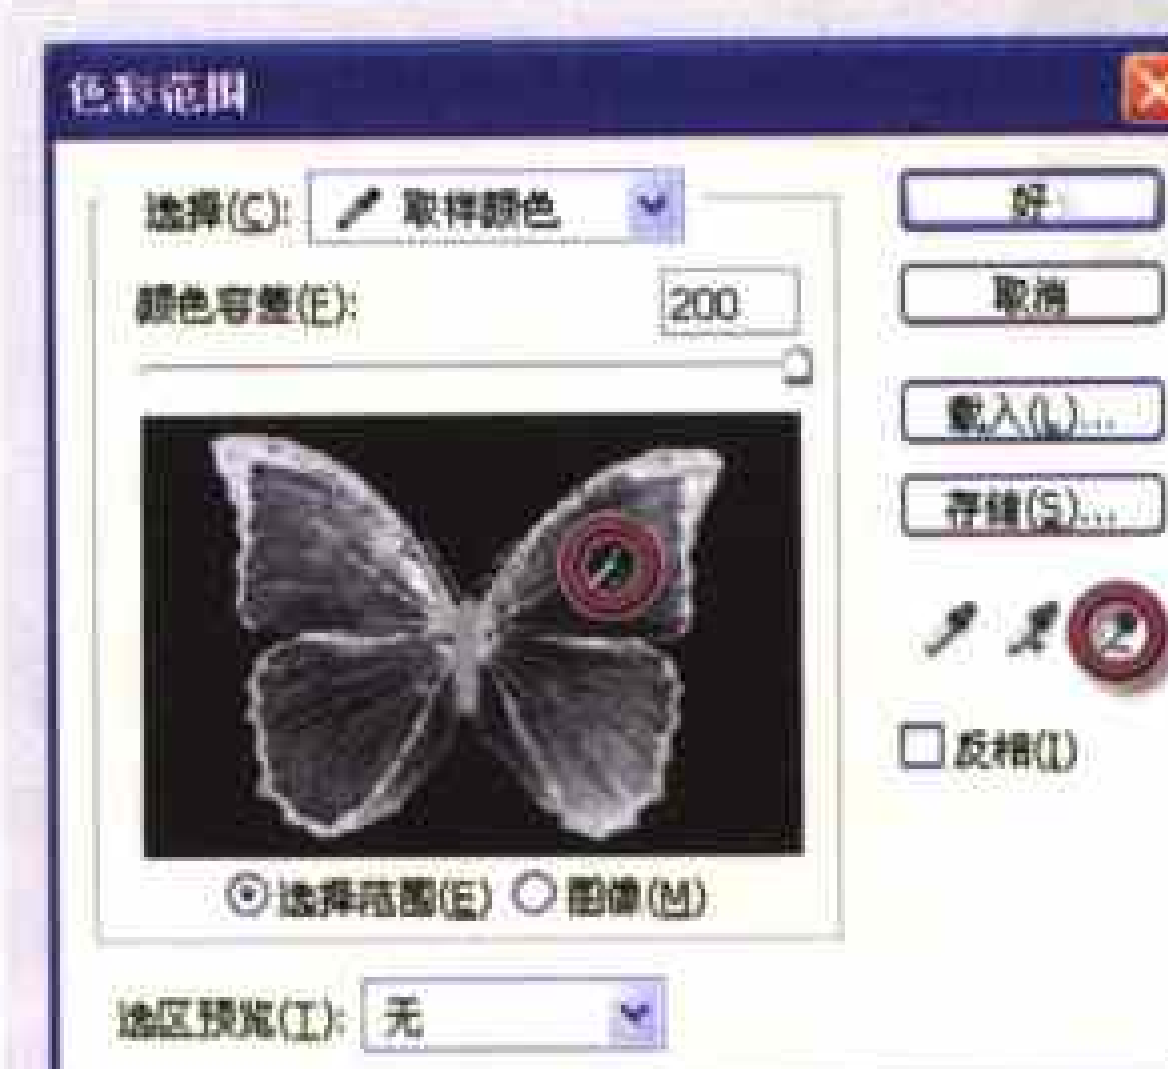 色彩范围
选择(C): 取样颜色
好
颜色容差(F): 200
取消
载入(L)...
存储(S)...
反相(I)
选择范围(E) 图像(M)
选区预览(T): 无